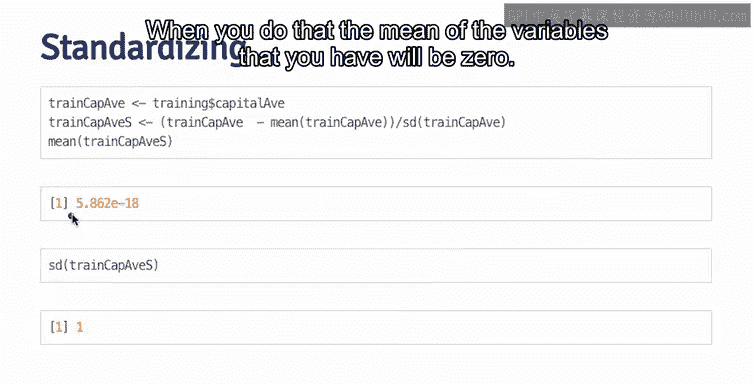 When you do that the mean of the variables
that you have will be zero.
Standardizing
trainCapAve <- training$capitalAve
trainCapAveS <- (trainCapAve  - mean(trainCapAve))/sd(trainCapAve)
mean(trainCapAveS)
[1] 5.862e-18
sd(trainCapAveS)
[1] 1